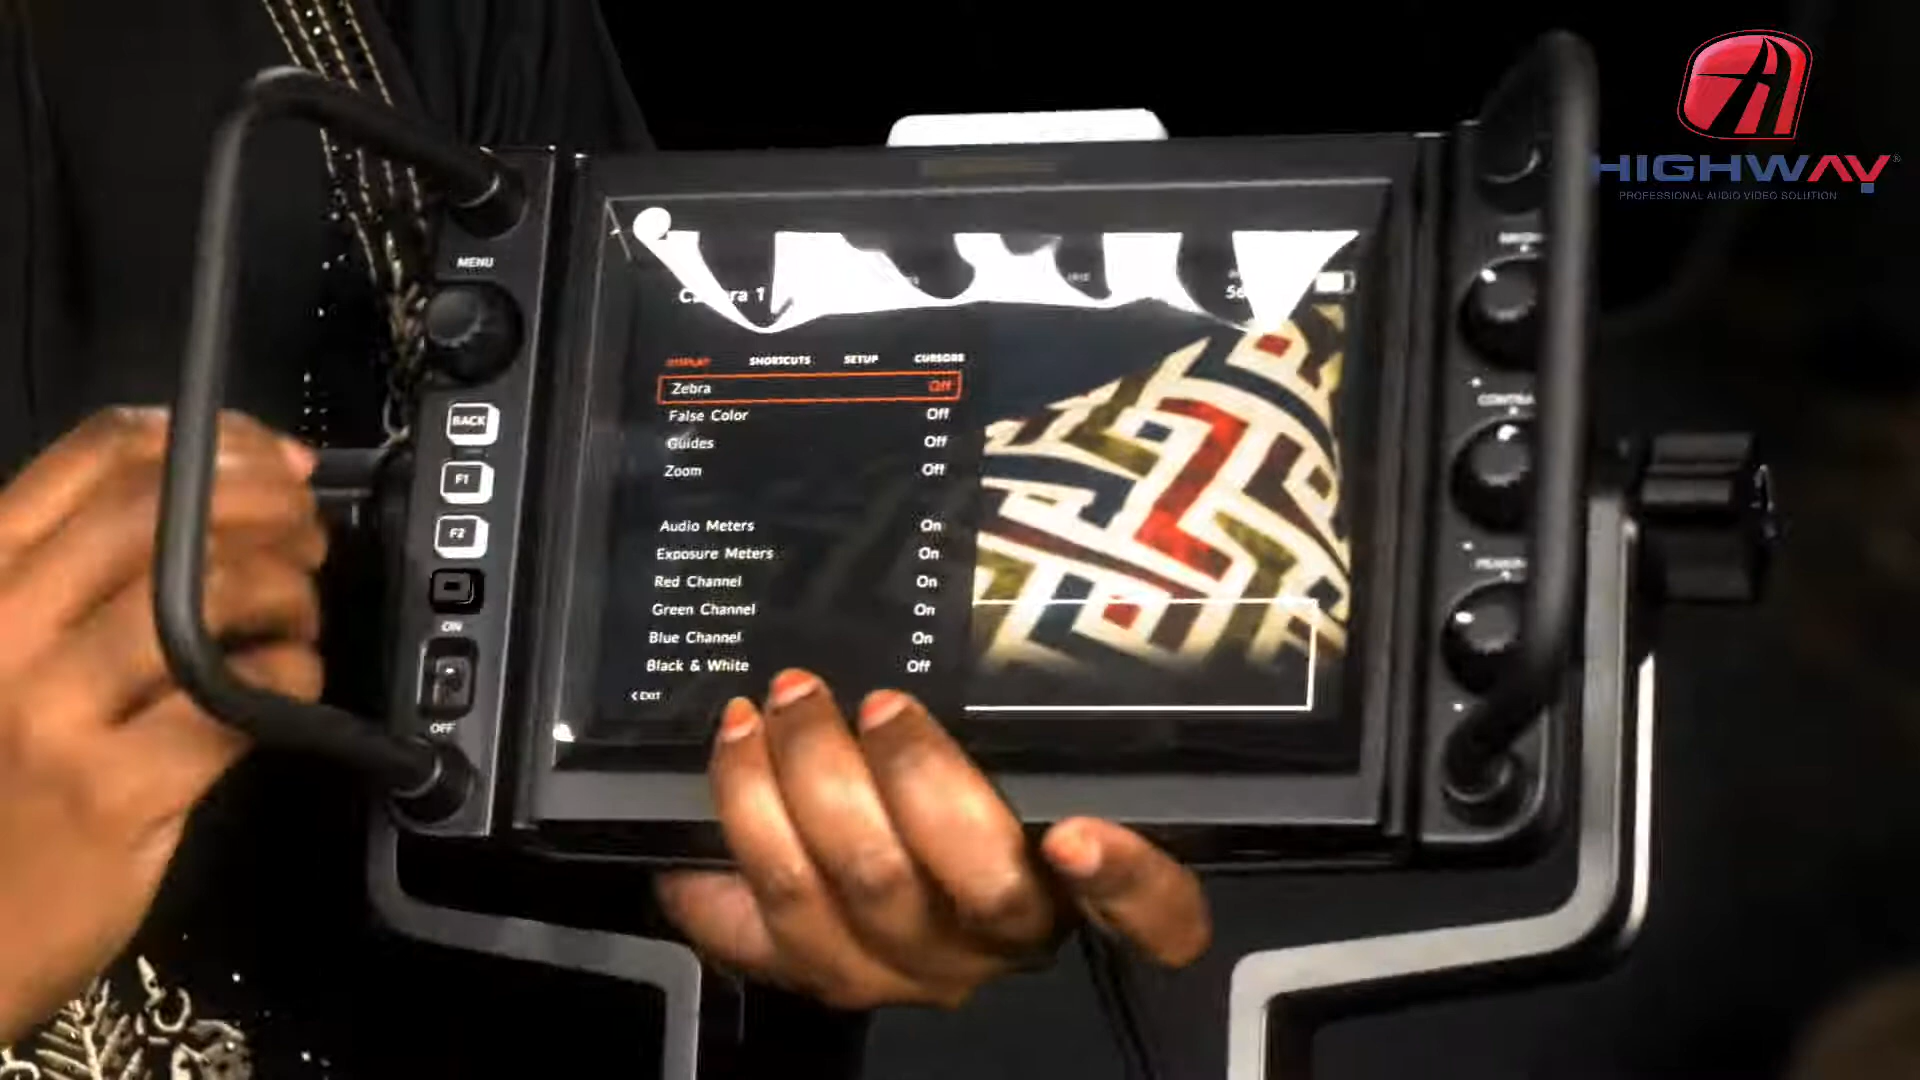 HIGHWAY®
PROFESSIONAL AUDIO VIDEO SOLUTION
MENU
BACK
F1
F2
ON
OFF
DISPLAY SHORTCUTS SETUP CURSORS
Zebra Off
False Color Off
Guides Off
Zoom Off
Audio Meters On
Exposure Meters On
Red Channel On
Green Channel On
Blue Channel On
Black & White Off
< EXIT